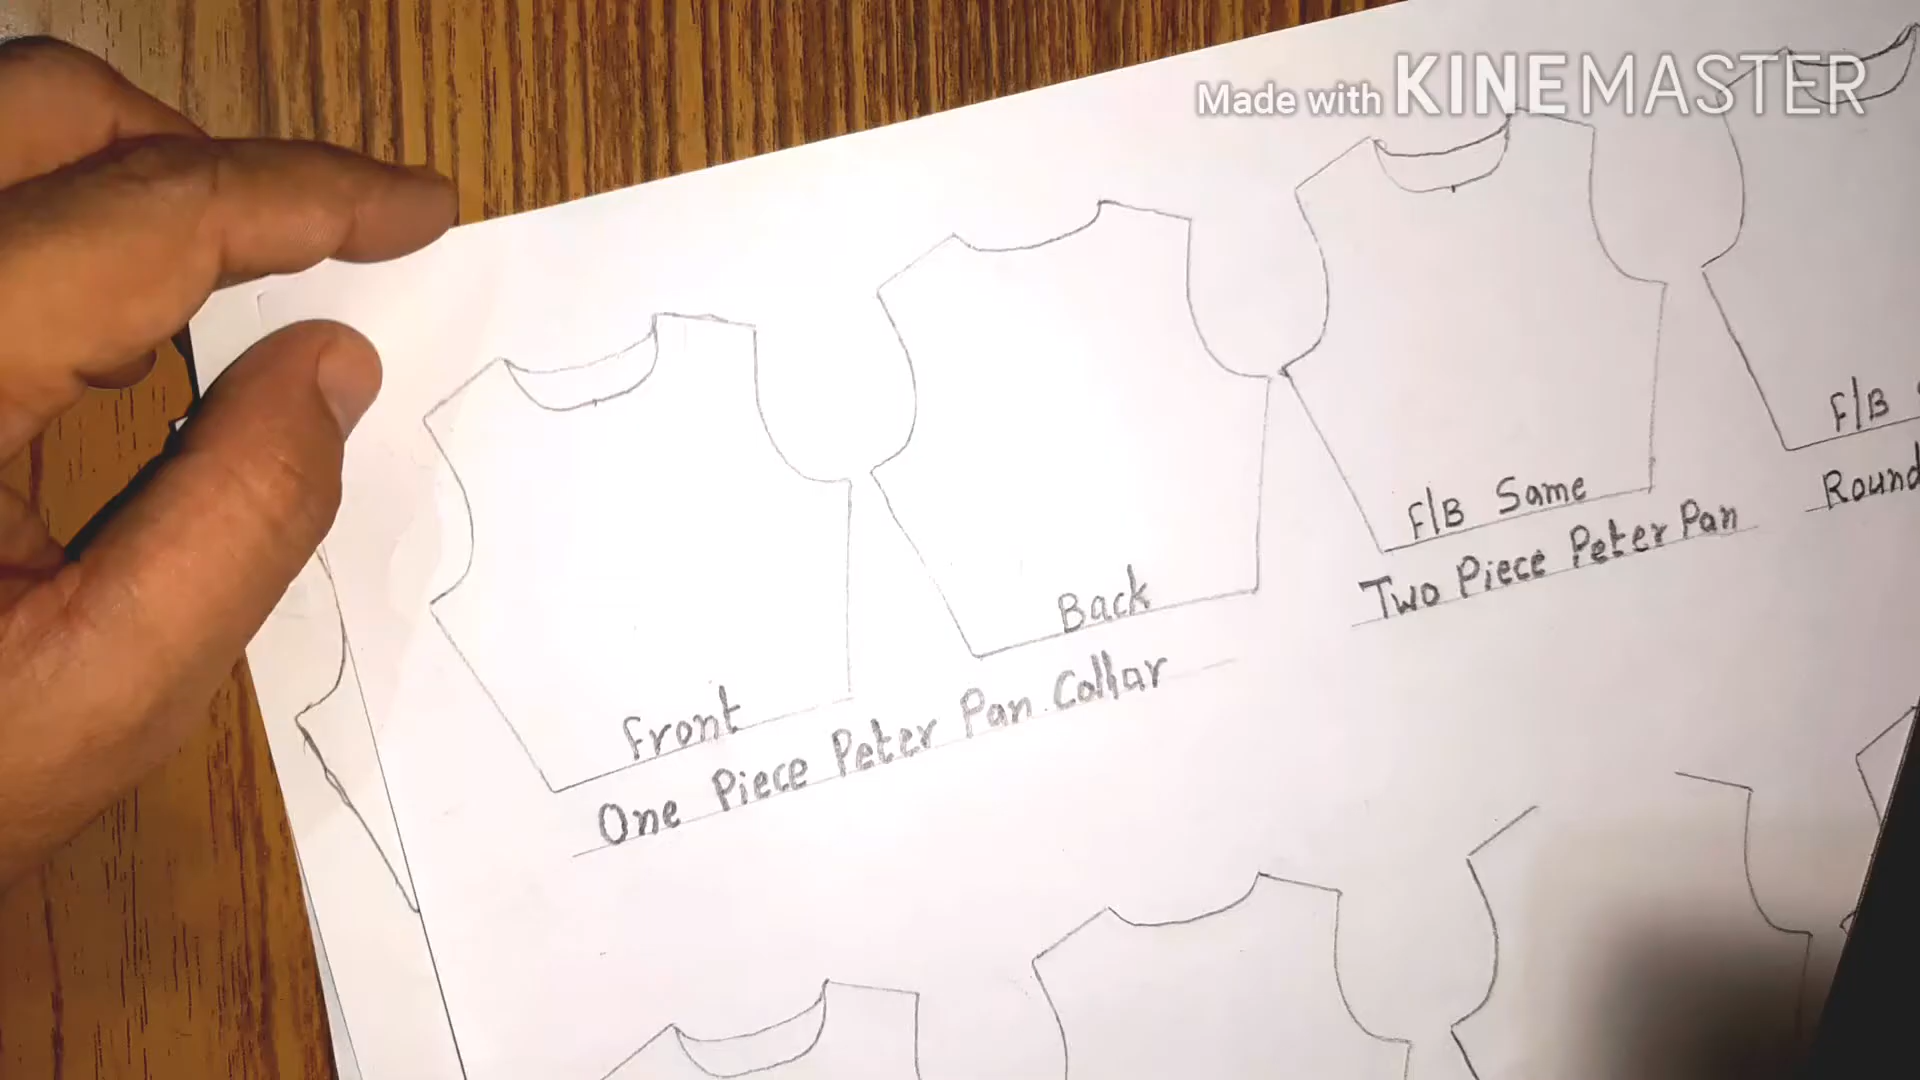 Made with KINEMASTER
Front
Back
One Piece Peter Pan Collar
F/B Same
Two Piece Peter Pan
F/B
Round